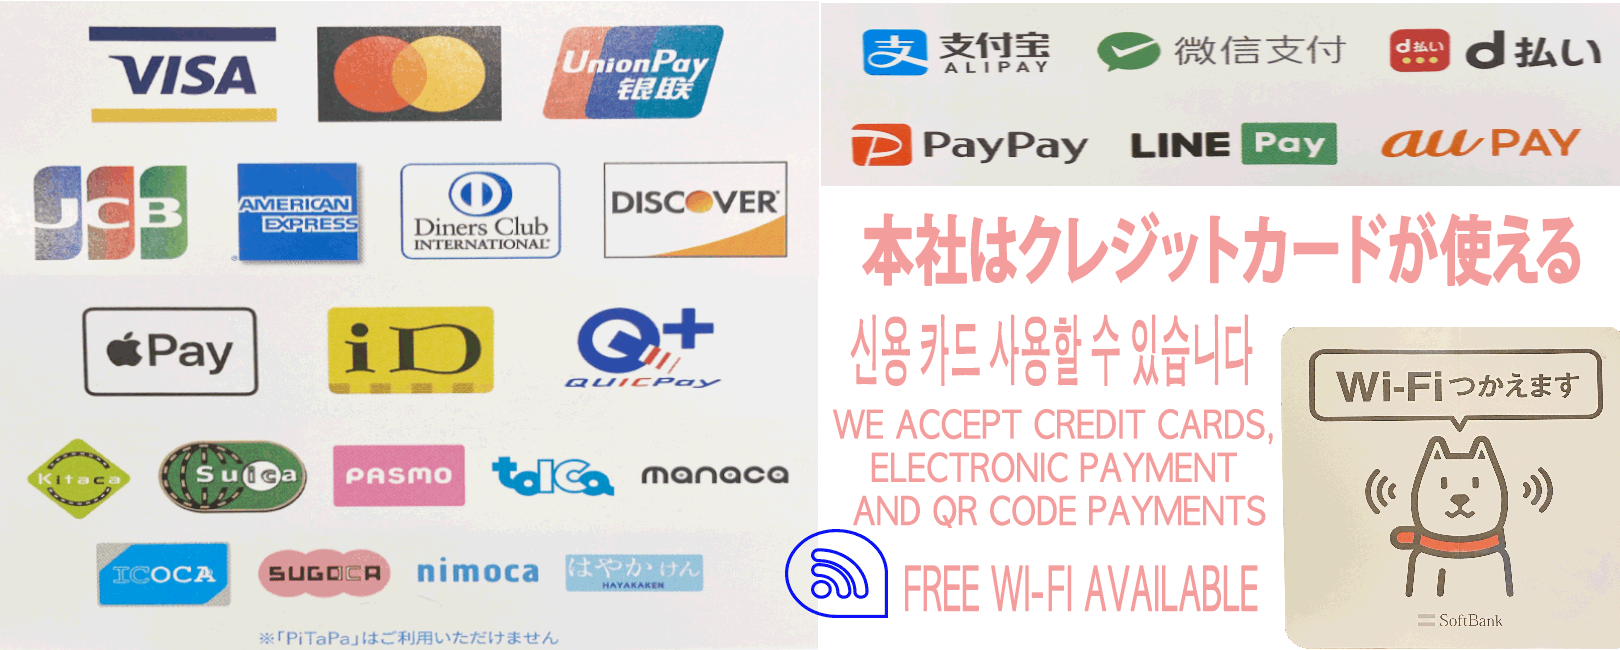 VISA
UnionPay
银联
JCB
AMERICAN
EXPRESS
Diners Club
INTERNATIONAL
DISCOVER
Pay
iD
Q+
QUICPay
Kitaca
Suica
PASMO
toICa
manaca
ICOCA
SUGOCA
nimoca
はやかけん
HAYAKAKEN
※「PiTaPa」はご利用いただけません
支 支付宝
ALIPAY
微信支付
d払い d払い
PayPay
LINE Pay
au PAY
本社はクレジットカードが使える
신용 카드 사용할 수 있습니다
WE ACCEPT CREDIT CARDS,
ELECTRONIC PAYMENT
AND QR CODE PAYMENTS
FREE WI-FI AVAILABLE
Wi-Fiつかえます
SoftBank